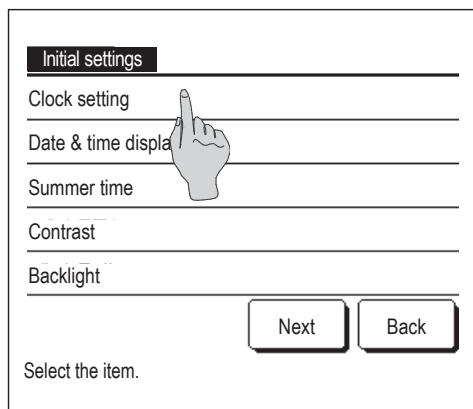 Initial settings
Clock setting
Date & time displa
Summer time
Contrast
Backlight
Next Back
Select the item.